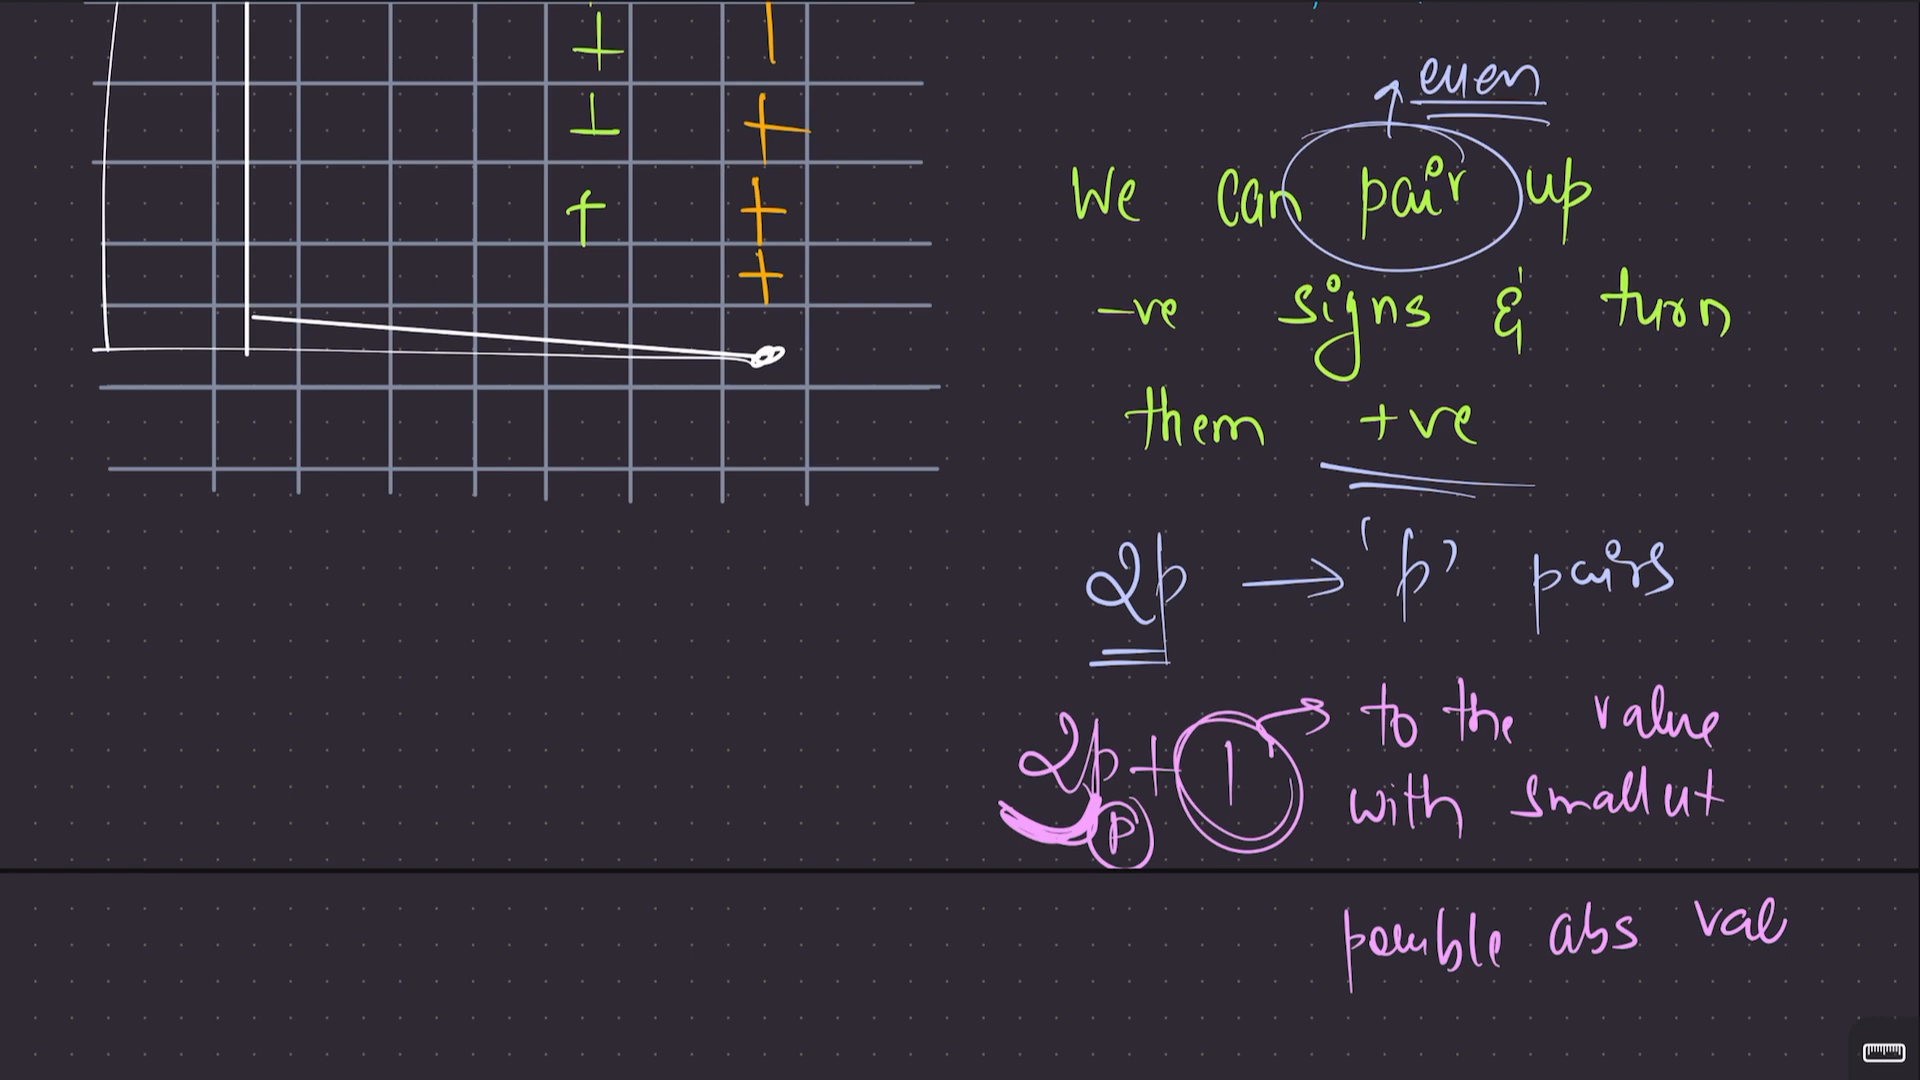 +
+
+
+
+
+
even
We can pair up
-ve signs & turn
them +ve
2p → 'p' pairs
2p + 1 → to the value
p
with smallest
possible abs val